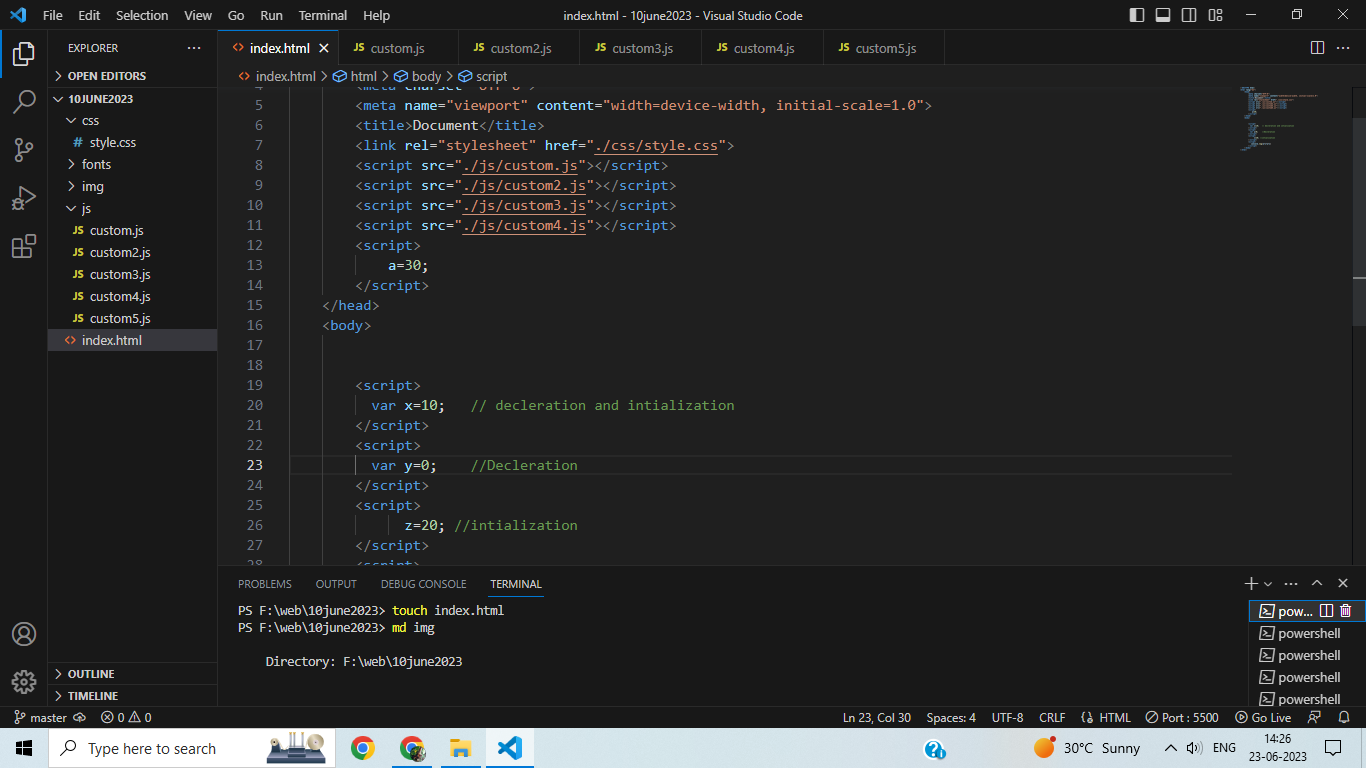 File Edit Selection View Go Run Terminal Help index.html - 10june2023 - Visual Studio Code
EXPLORER
OPEN EDITORS
10JUNE2023
css
# style.css
fonts
img
js
JS custom.js
JS custom2.js
JS custom3.js
JS custom4.js
JS custom5.js
<> index.html
OUTLINE
TIMELINE
<> index.html JS custom.js JS custom2.js JS custom3.js JS custom4.js JS custom5.js
<> index.html > html > body > script
5 <meta name="viewport" content="width=device-width, initial-scale=1.0">
6 <title>Document</title>
7 <link rel="stylesheet" href="./css/style.css">
8 <script src="./js/custom.js"></script>
9 <script src="./js/custom2.js"></script>
10 <script src="./js/custom3.js"></script>
11 <script src="./js/custom4.js"></script>
12 <script>
13 a=30;
14 </script>
15 </head>
16 <body>
17
18
19 <script>
20 var x=10; // decleration and intialization
21 </script>
22 <script>
23 var y=0; //Decleration
24 </script>
25 <script>
26 z=20; //intialization
27 </script>
28 <script>
PROBLEMS OUTPUT DEBUG CONSOLE TERMINAL
PS F:\web\10june2023> touch index.html
PS F:\web\10june2023> md img
Directory: F:\web\10june2023
pow...
powershell
powershell
powershell
powershell
master 0 0 Ln 23, Col 30 Spaces: 4 UTF-8 CRLF HTML Port : 5500 Go Live
Type here to search 30°C Sunny ENG 14:26
23-06-2023